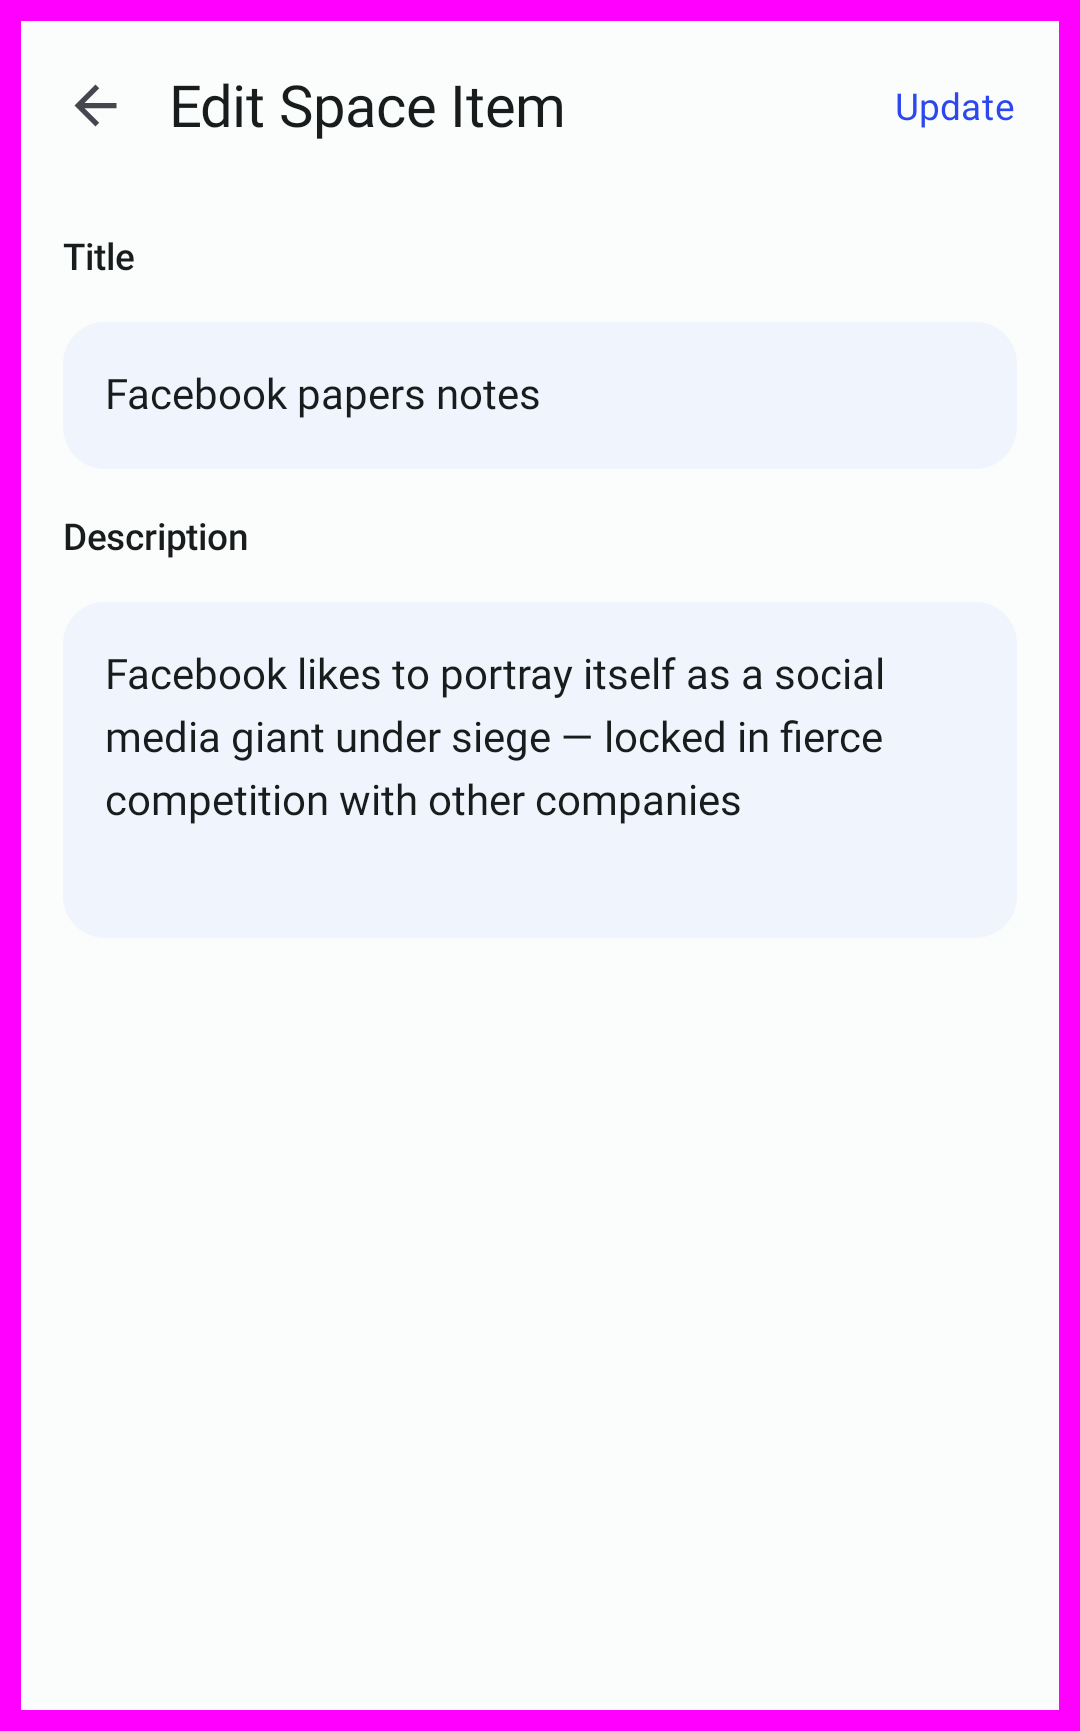 Edit Space Item
Update
Title
Facebook papers notes
Description
Facebook likes to portray itself as a social
media giant under siege — locked in fierce
competition with other companies